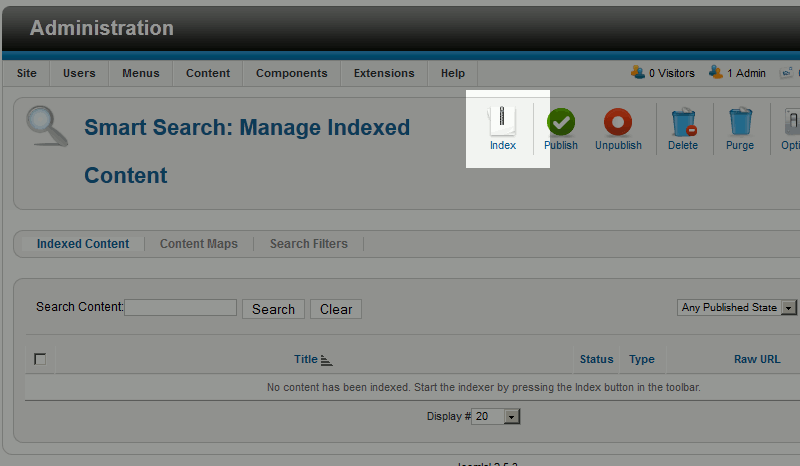 Administration
Site Users Menus Content Components Extensions Help 0 Visitors 1 Admin
Smart Search: Manage Indexed
Content
Index Publish Unpublish Delete Purge
Indexed Content Content Maps Search Filters
Search Content: Search Clear Any Published State
Title Status Type Raw URL
No content has been indexed. Start the indexer by pressing the Index button in the toolbar.
Display # 20